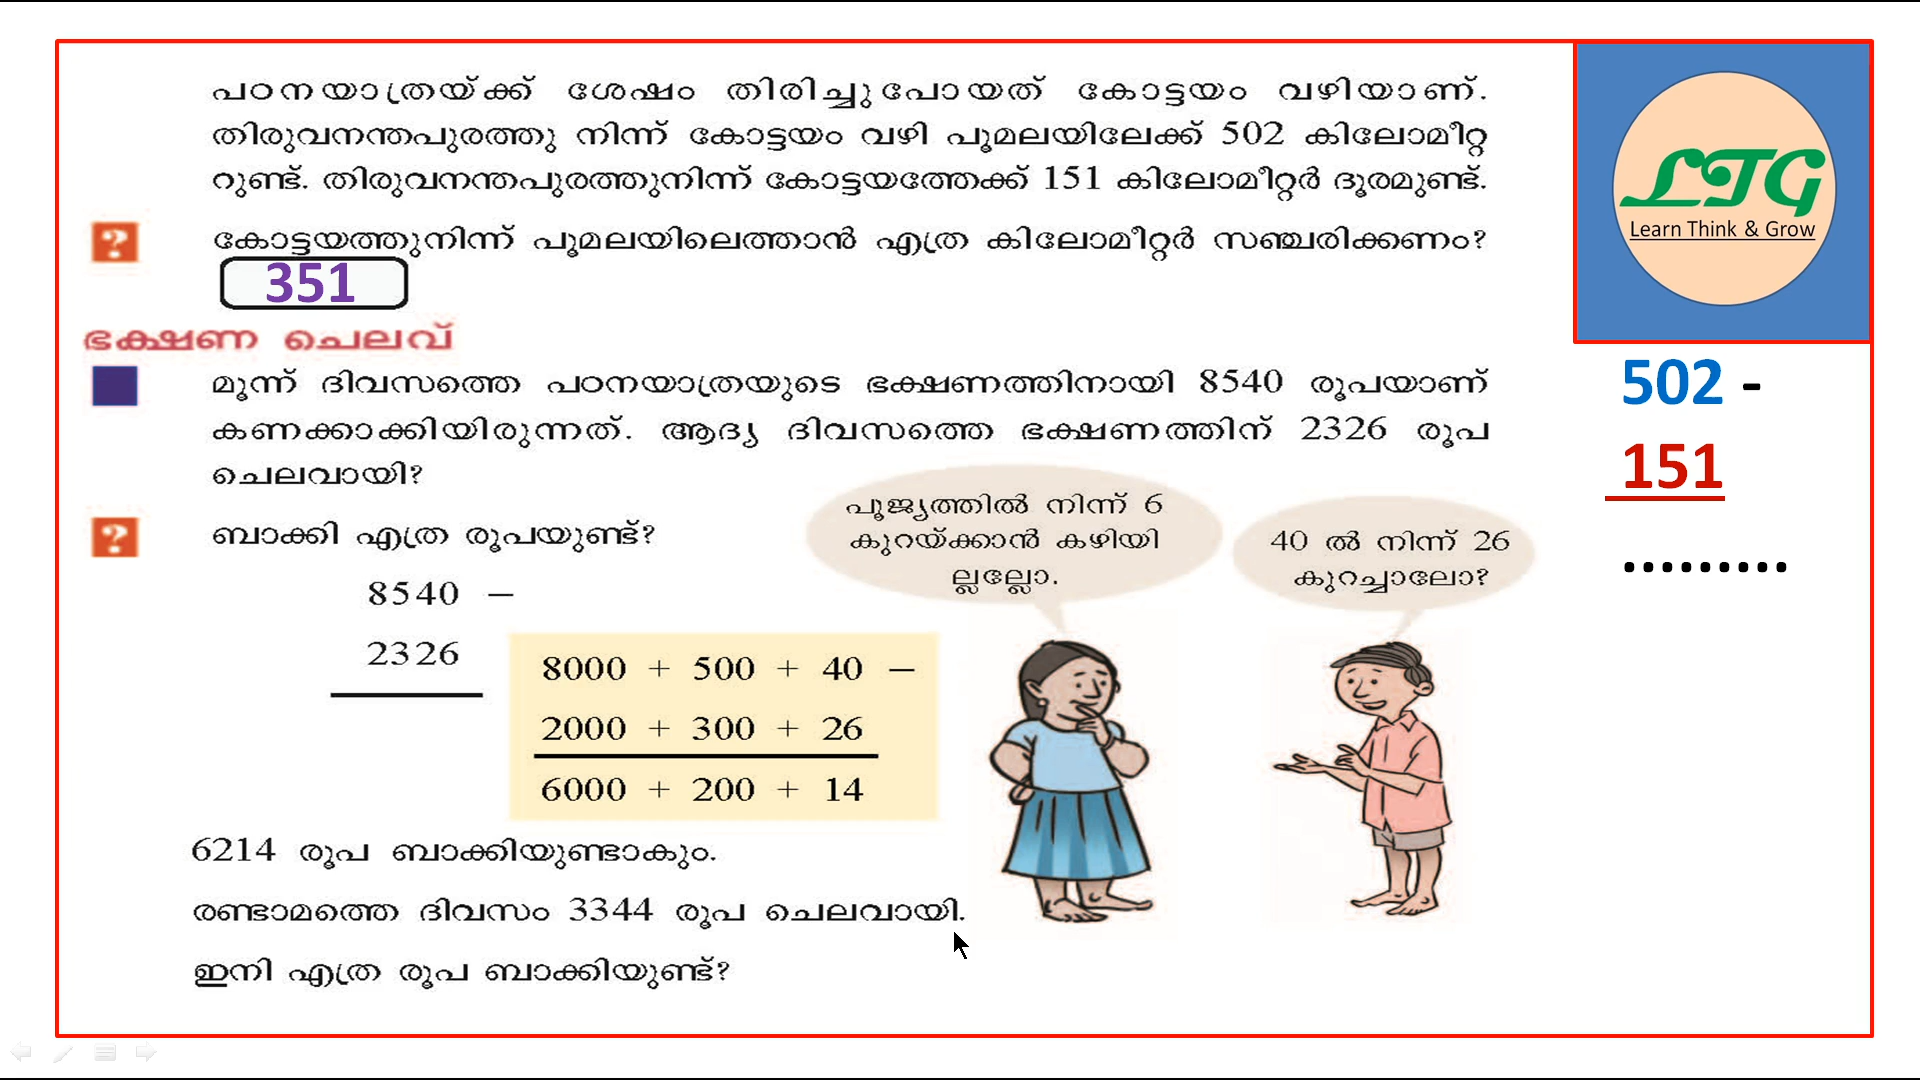 പഠനയാത്രയ്ക്ക് ശേഷം തിരിച്ചുപോയത് കോട്ടയം വഴിയാണ്.
തിരുവനന്തപുരത്തു നിന്ന് കോട്ടയം വഴി പൂമലയിലേക്ക് 502 കിലോമീറ്റ
റുണ്ട്. തിരുവനന്തപുരത്തുനിന്ന് കോട്ടയത്തേക്ക് 151 കിലോമീറ്റർ ദൂരമുണ്ട്.
? കോട്ടയത്തുനിന്ന് പൂമലയിലെത്താൻ എത്ര കിലോമീറ്റർ സഞ്ചരിക്കണം?
351
ഭക്ഷണ ചെലവ്
മൂന്ന് ദിവസത്തെ പഠനയാത്രയുടെ ഭക്ഷണത്തിനായി 8540 രൂപയാണ്
കണക്കാക്കിയിരുന്നത്. ആദ്യ ദിവസത്തെ ഭക്ഷണത്തിന് 2326 രൂപ
ചെലവായി?
? ബാക്കി എത്ര രൂപയുണ്ട്?
8540 –
2326
8000 + 500 + 40 –
2000 + 300 + 26
6000 + 200 + 14
പൂജ്യത്തിൽ നിന്ന് 6
കുറയ്ക്കാൻ കഴിയി
ല്ലല്ലോ.
40 ൽ നിന്ന് 26
കുറച്ചാലോ?
6214 രൂപ ബാക്കിയുണ്ടാകും.
രണ്ടാമത്തെ ദിവസം 3344 രൂപ ചെലവായി.
ഇനി എത്ര രൂപ ബാക്കിയുണ്ട്?
LTG
Learn Think & Grow
502 -
151
.........